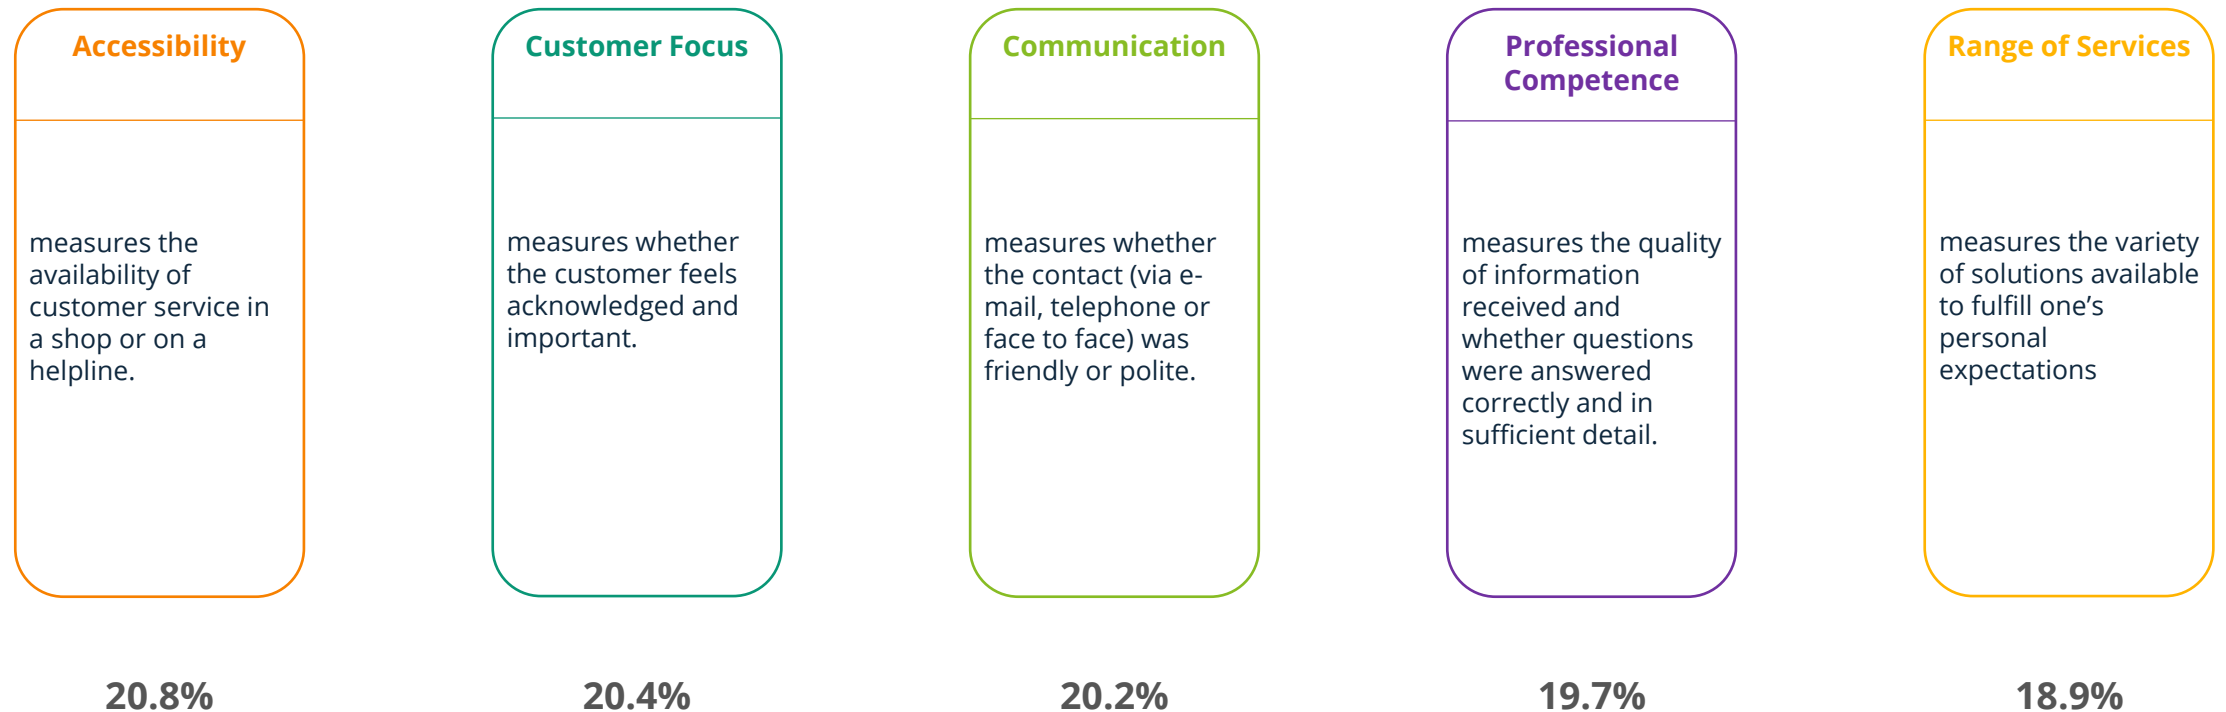 Accessibility
measures the
availability of
customer service in
a shop or on a
helpline.
20.8%
Customer Focus
measures whether
the customer feels
acknowledged and
important.
20.4%
Communication
measures whether
the contact (via e-
mail, telephone or
face to face) was
friendly or polite.
20.2%
Professional
Competence
measures the quality
of information
received and
whether questions
were answered
correctly and in
sufficient detail.
19.7%
Range of Services
measures the variety
of solutions available
to fulfill one’s
personal
expectations
18.9%